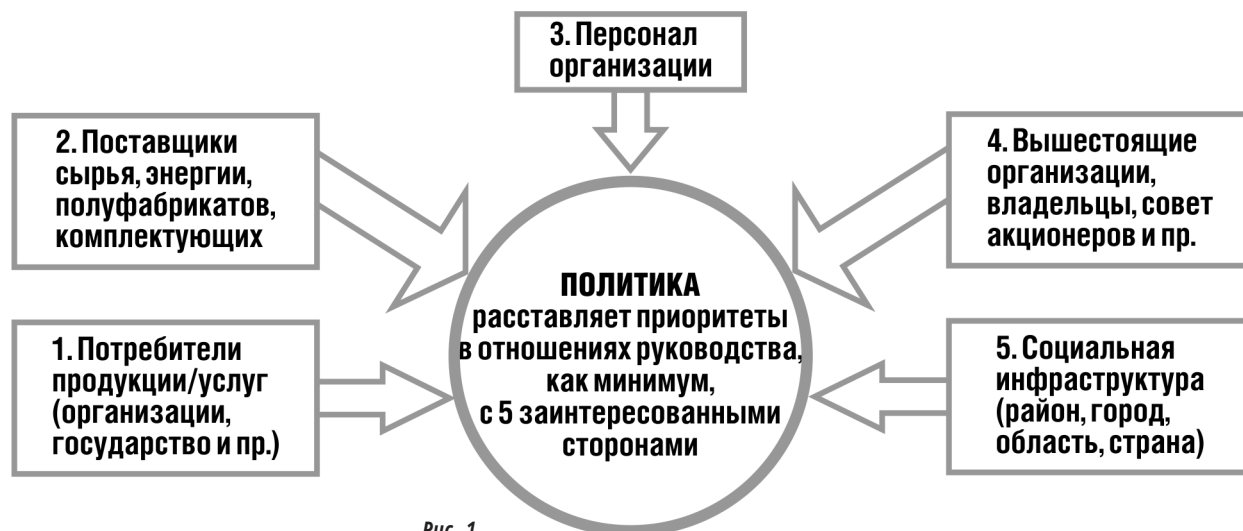 3. Персонал
организации
2. Поставщики
сырья, энергии,
полуфабрикатов,
комплектующих
4. Вышестоящие
организации,
владельцы, совет
акционеров и пр.
ПОЛИТИКА
расставляет приоритеты
в отношениях руководства,
как минимум,
с 5 заинтересованными
сторонами
1. Потребители
продукции/услуг
(организации,
государство и пр.)
5. Социальная
инфраструктура
(район, город,
область, страна)
Рис. 1